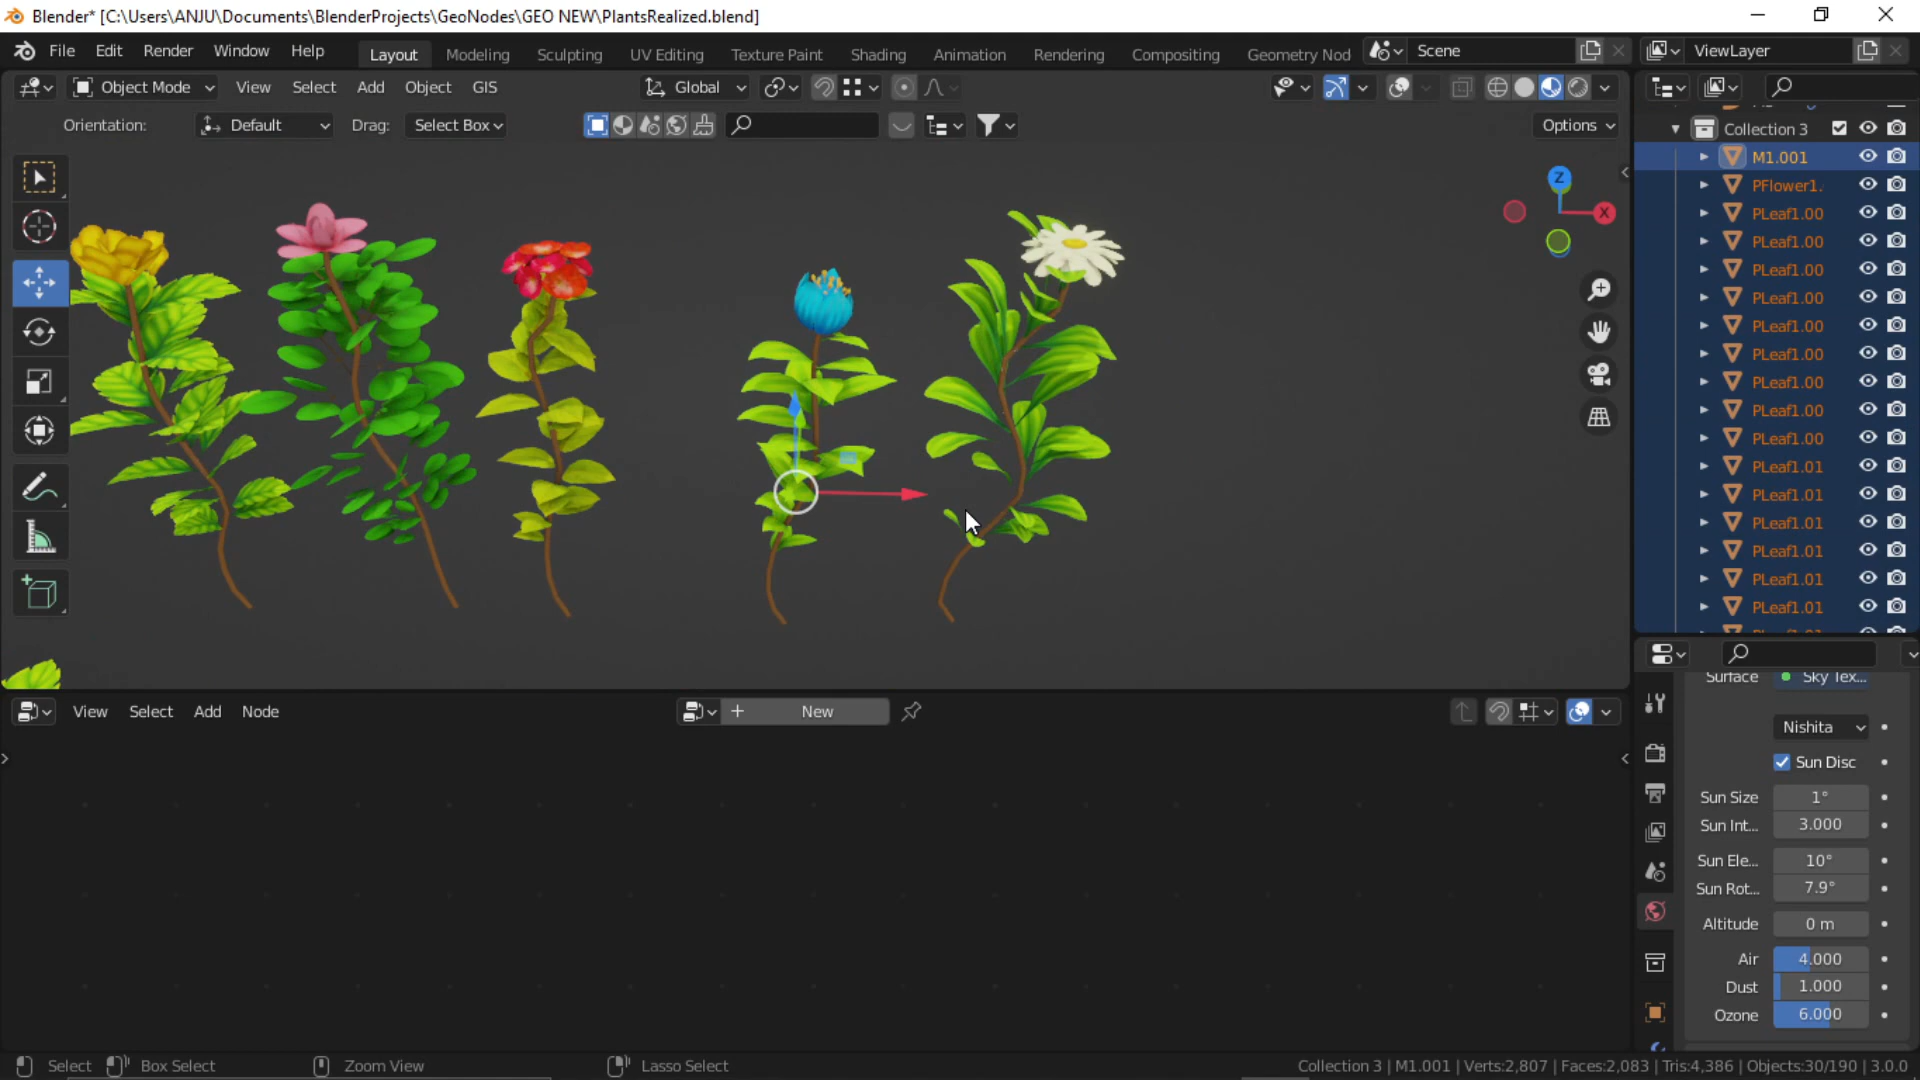 Blender* [C:\Users\ANJU\Documents\BlenderProjects\GeoNodes\GEO NEW\PlantsRealized.blend]
File Edit Render Window Help Layout Modeling Sculpting UV Editing Texture Paint Shading Animation Rendering Compositing Geometry Nod Scene ViewLayer
Object Mode View Select Add Object GIS Global
Orientation: Default Drag: Select Box Options
Collection 3
M1.001
PFlower1.
PLeaf1.00
PLeaf1.00
PLeaf1.00
PLeaf1.00
PLeaf1.00
PLeaf1.00
PLeaf1.00
PLeaf1.00
PLeaf1.00
PLeaf1.01
PLeaf1.01
PLeaf1.01
PLeaf1.01
PLeaf1.01
PLeaf1.01
Z
X
View Select Add Node New
Surface Sky Tex...
Nishita
Sun Disc
Sun Size 1°
Sun Int... 3.000
Sun Ele... 10°
Sun Rot... 7.9°
Altitude 0 m
Air 4.000
Dust 1.000
Ozone 6.000
Select Box Select Zoom View Lasso Select Collection 3 | M1.001 | Verts:2,807 | Faces:2,083 | Tris:4,386 | Objects:30/190 | 3.0.0